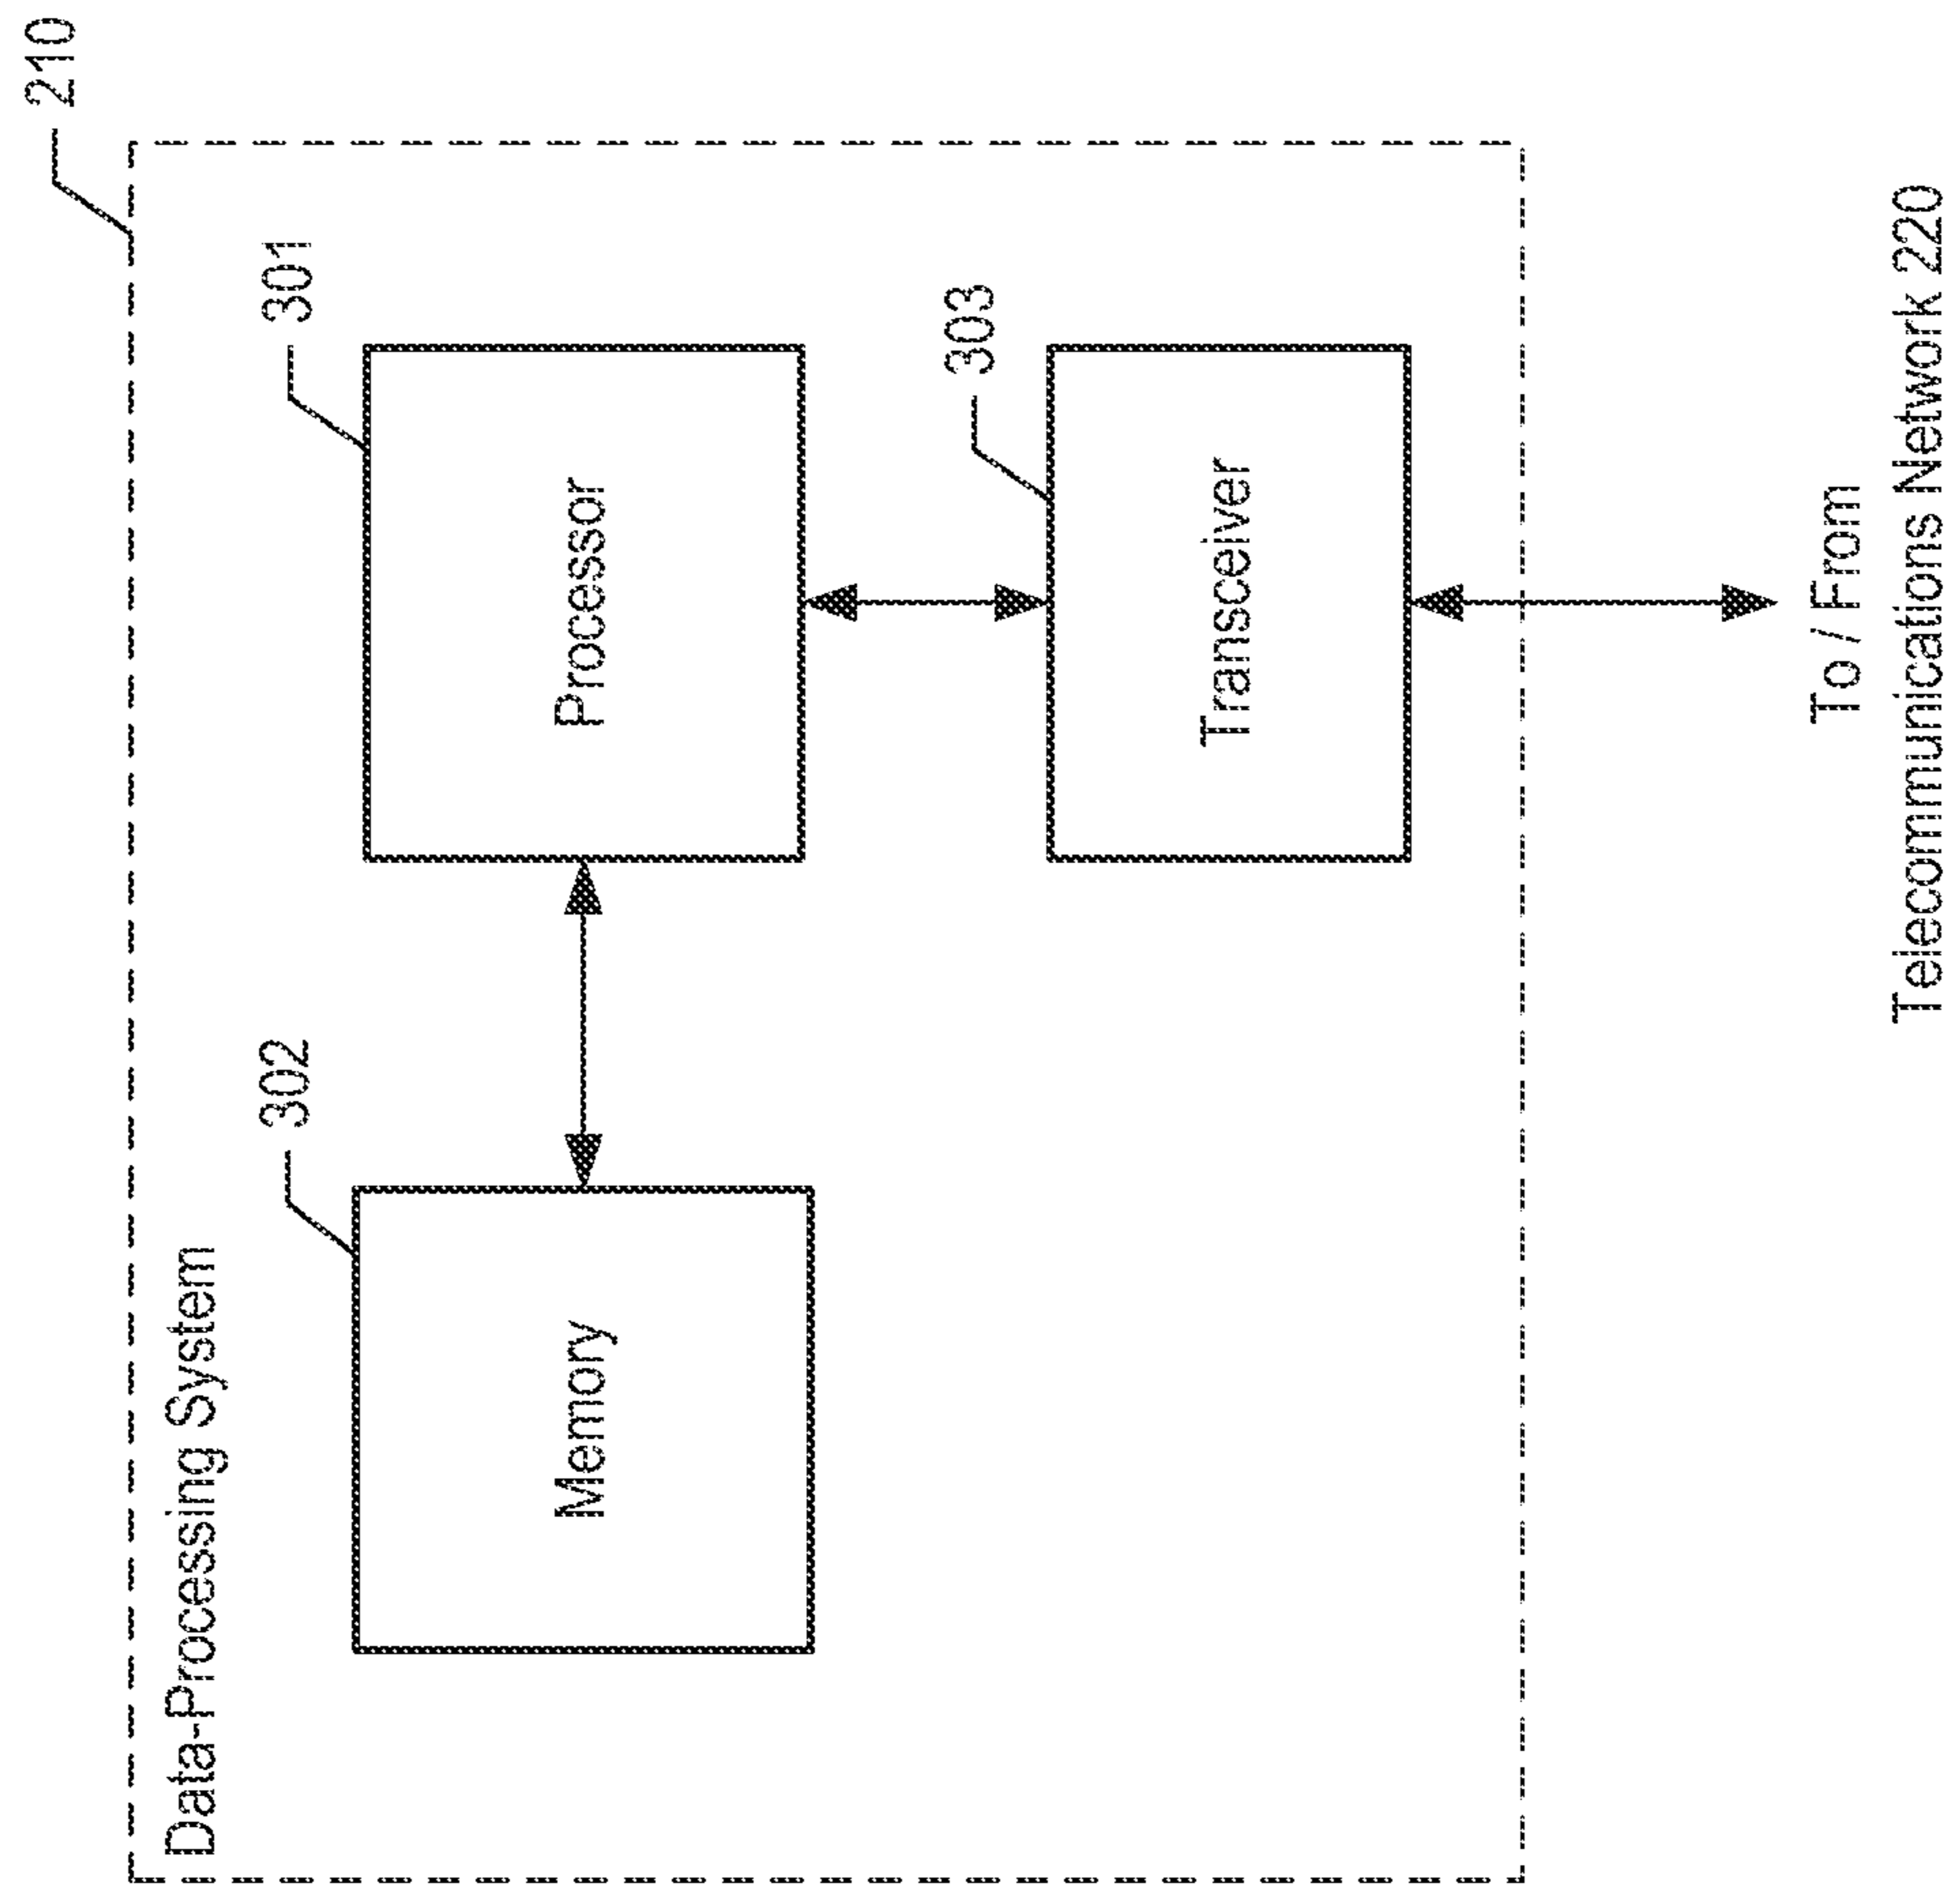 210
Data-Processing System
302
301
Memory
Processor
303
Transceiver
To / From
Telecommunications Network 220